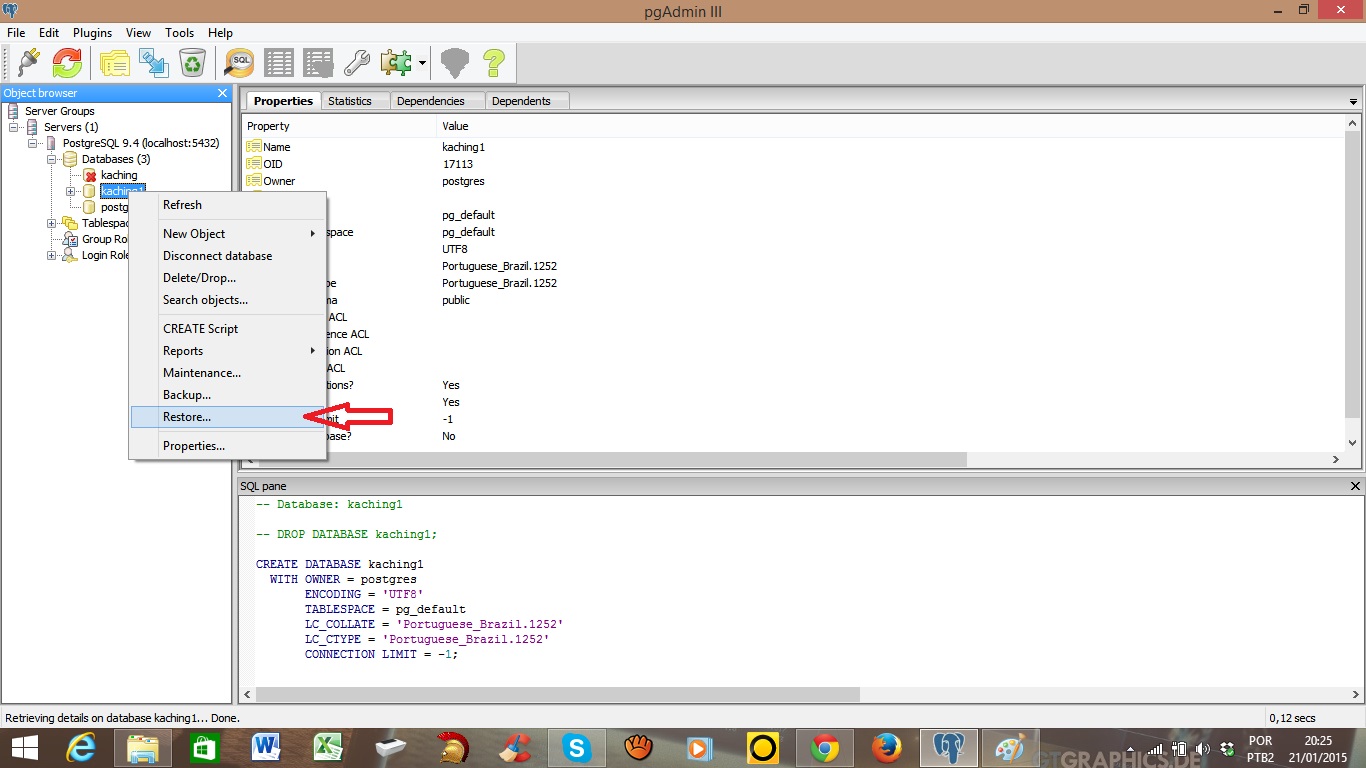 pgAdmin III
File Edit Plugins View Tools Help
SQL
Object browser
Server Groups
Servers (1)
PostgreSQL 9.4 (localhost:5432)
Databases (3)
kaching
kaching1
postg
Tablespac
Group Ro
Login Role
Refresh
New Object
Disconnect database
Delete/Drop...
Search objects...
CREATE Script
Reports
Maintenance...
Backup...
Restore...
Properties...
Properties Statistics Dependencies Dependents
Property Value
Name kaching1
OID 17113
Owner postgres
pg_default
space pg_default
UTF8
Portuguese_Brazil.1252
pe Portuguese_Brazil.1252
ma public
ACL
ence ACL
ion ACL
ACL
tions? Yes
Yes
mit -1
base? No
SQL pane
-- Database: kaching1
-- DROP DATABASE kaching1;
CREATE DATABASE kaching1
WITH OWNER = postgres
ENCODING = 'UTF8'
TABLESPACE = pg_default
LC_COLLATE = 'Portuguese_Brazil.1252'
LC_CTYPE = 'Portuguese_Brazil.1252'
CONNECTION LIMIT = -1;
Retrieving details on database kaching1... Done. 0,12 secs
POR 20:25
PTB2 21/01/2015
GTGRAPHICS.DE